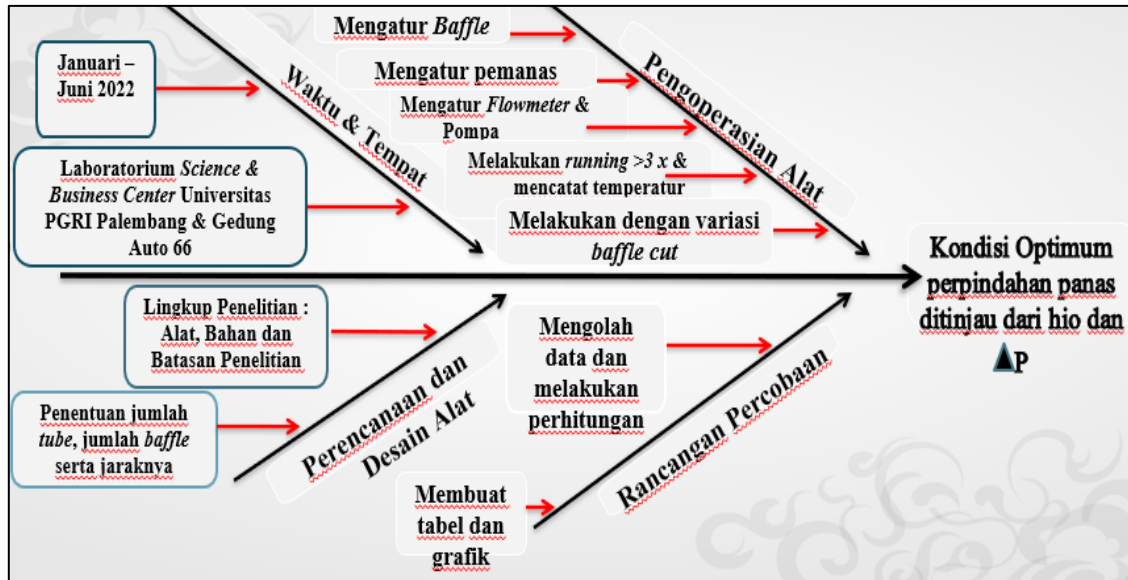 Januari –
Juni 2022
Laboratorium Science &
Business Center Universitas
PGRI Palembang & Gedung
Auto 66
Waktu & Tempat
Mengatur Baffle
Mengatur pemanas
Mengatur Flowmeter &
Pompa
Melakukan running >3 x &
mencatat temperatur
Melakukan dengan variasi
baffle cut
Pengoperasian Alat
Lingkup Penelitian :
Alat, Bahan dan
Batasan Penelitian
Penentuan jumlah
tube, jumlah baffle
serta jaraknya
Perencanaan dan
Desain Alat
Mengolah
data dan
melakukan
perhitungan
Membuat
tabel dan
grafik
Rancangan Percobaan
Kondisi Optimum
perpindahan panas
ditinjau dari hio dan
▲P